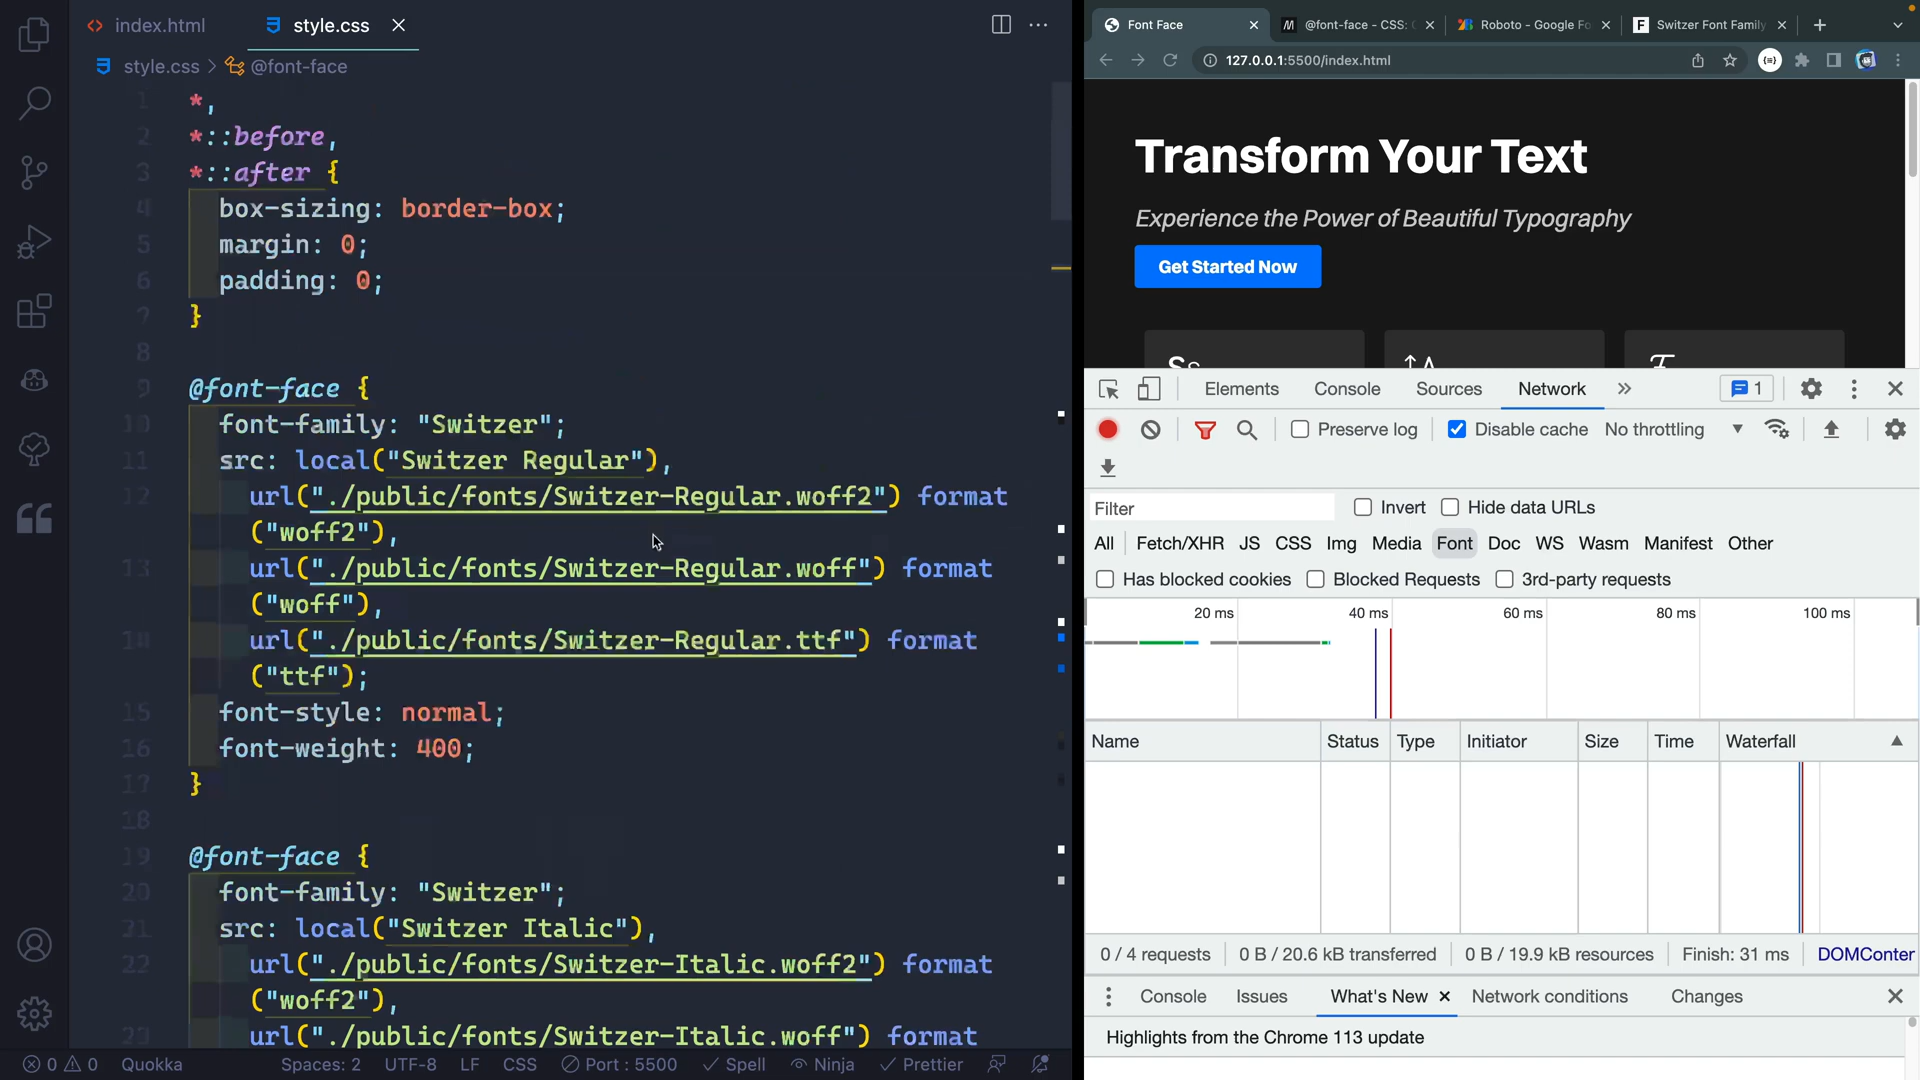 index.html
style.css
style.css > @font-face
1 *,
2 *::before,
3 *::after {
4 box-sizing: border-box;
5 margin: 0;
6 padding: 0;
7 }
8
9 @font-face {
10 font-family: "Switzer";
11 src: local("Switzer Regular"),
12 url("./public/fonts/Switzer-Regular.woff2") format
("woff2"),
13 url("./public/fonts/Switzer-Regular.woff") format
("woff"),
14 url("./public/fonts/Switzer-Regular.ttf") format
("ttf");
15 font-style: normal;
16 font-weight: 400;
17 }
18
19 @font-face {
20 font-family: "Switzer";
21 src: local("Switzer Italic"),
22 url("./public/fonts/Switzer-Italic.woff2") format
("woff2"),
23 url("./public/fonts/Switzer-Italic.woff") format
0 0 Quokka Spaces: 2 UTF-8 LF CSS Port : 5500 Spell Ninja Prettier
Font Face
@font-face - CSS:
Roboto - Google Fo
Switzer Font Family
127.0.0.1:5500/index.html
Transform Your Text
Experience the Power of Beautiful Typography
Get Started Now
Elements Console Sources Network 1
Preserve log Disable cache No throttling
Filter Invert Hide data URLs
All Fetch/XHR JS CSS Img Media Font Doc WS Wasm Manifest Other
Has blocked cookies Blocked Requests 3rd-party requests
20 ms 40 ms 60 ms 80 ms 100 ms
Name Status Type Initiator Size Time Waterfall
0 / 4 requests 0 B / 20.6 kB transferred 0 B / 19.9 kB resources Finish: 31 ms DOMConter
Console Issues What's New Network conditions Changes
Highlights from the Chrome 113 update